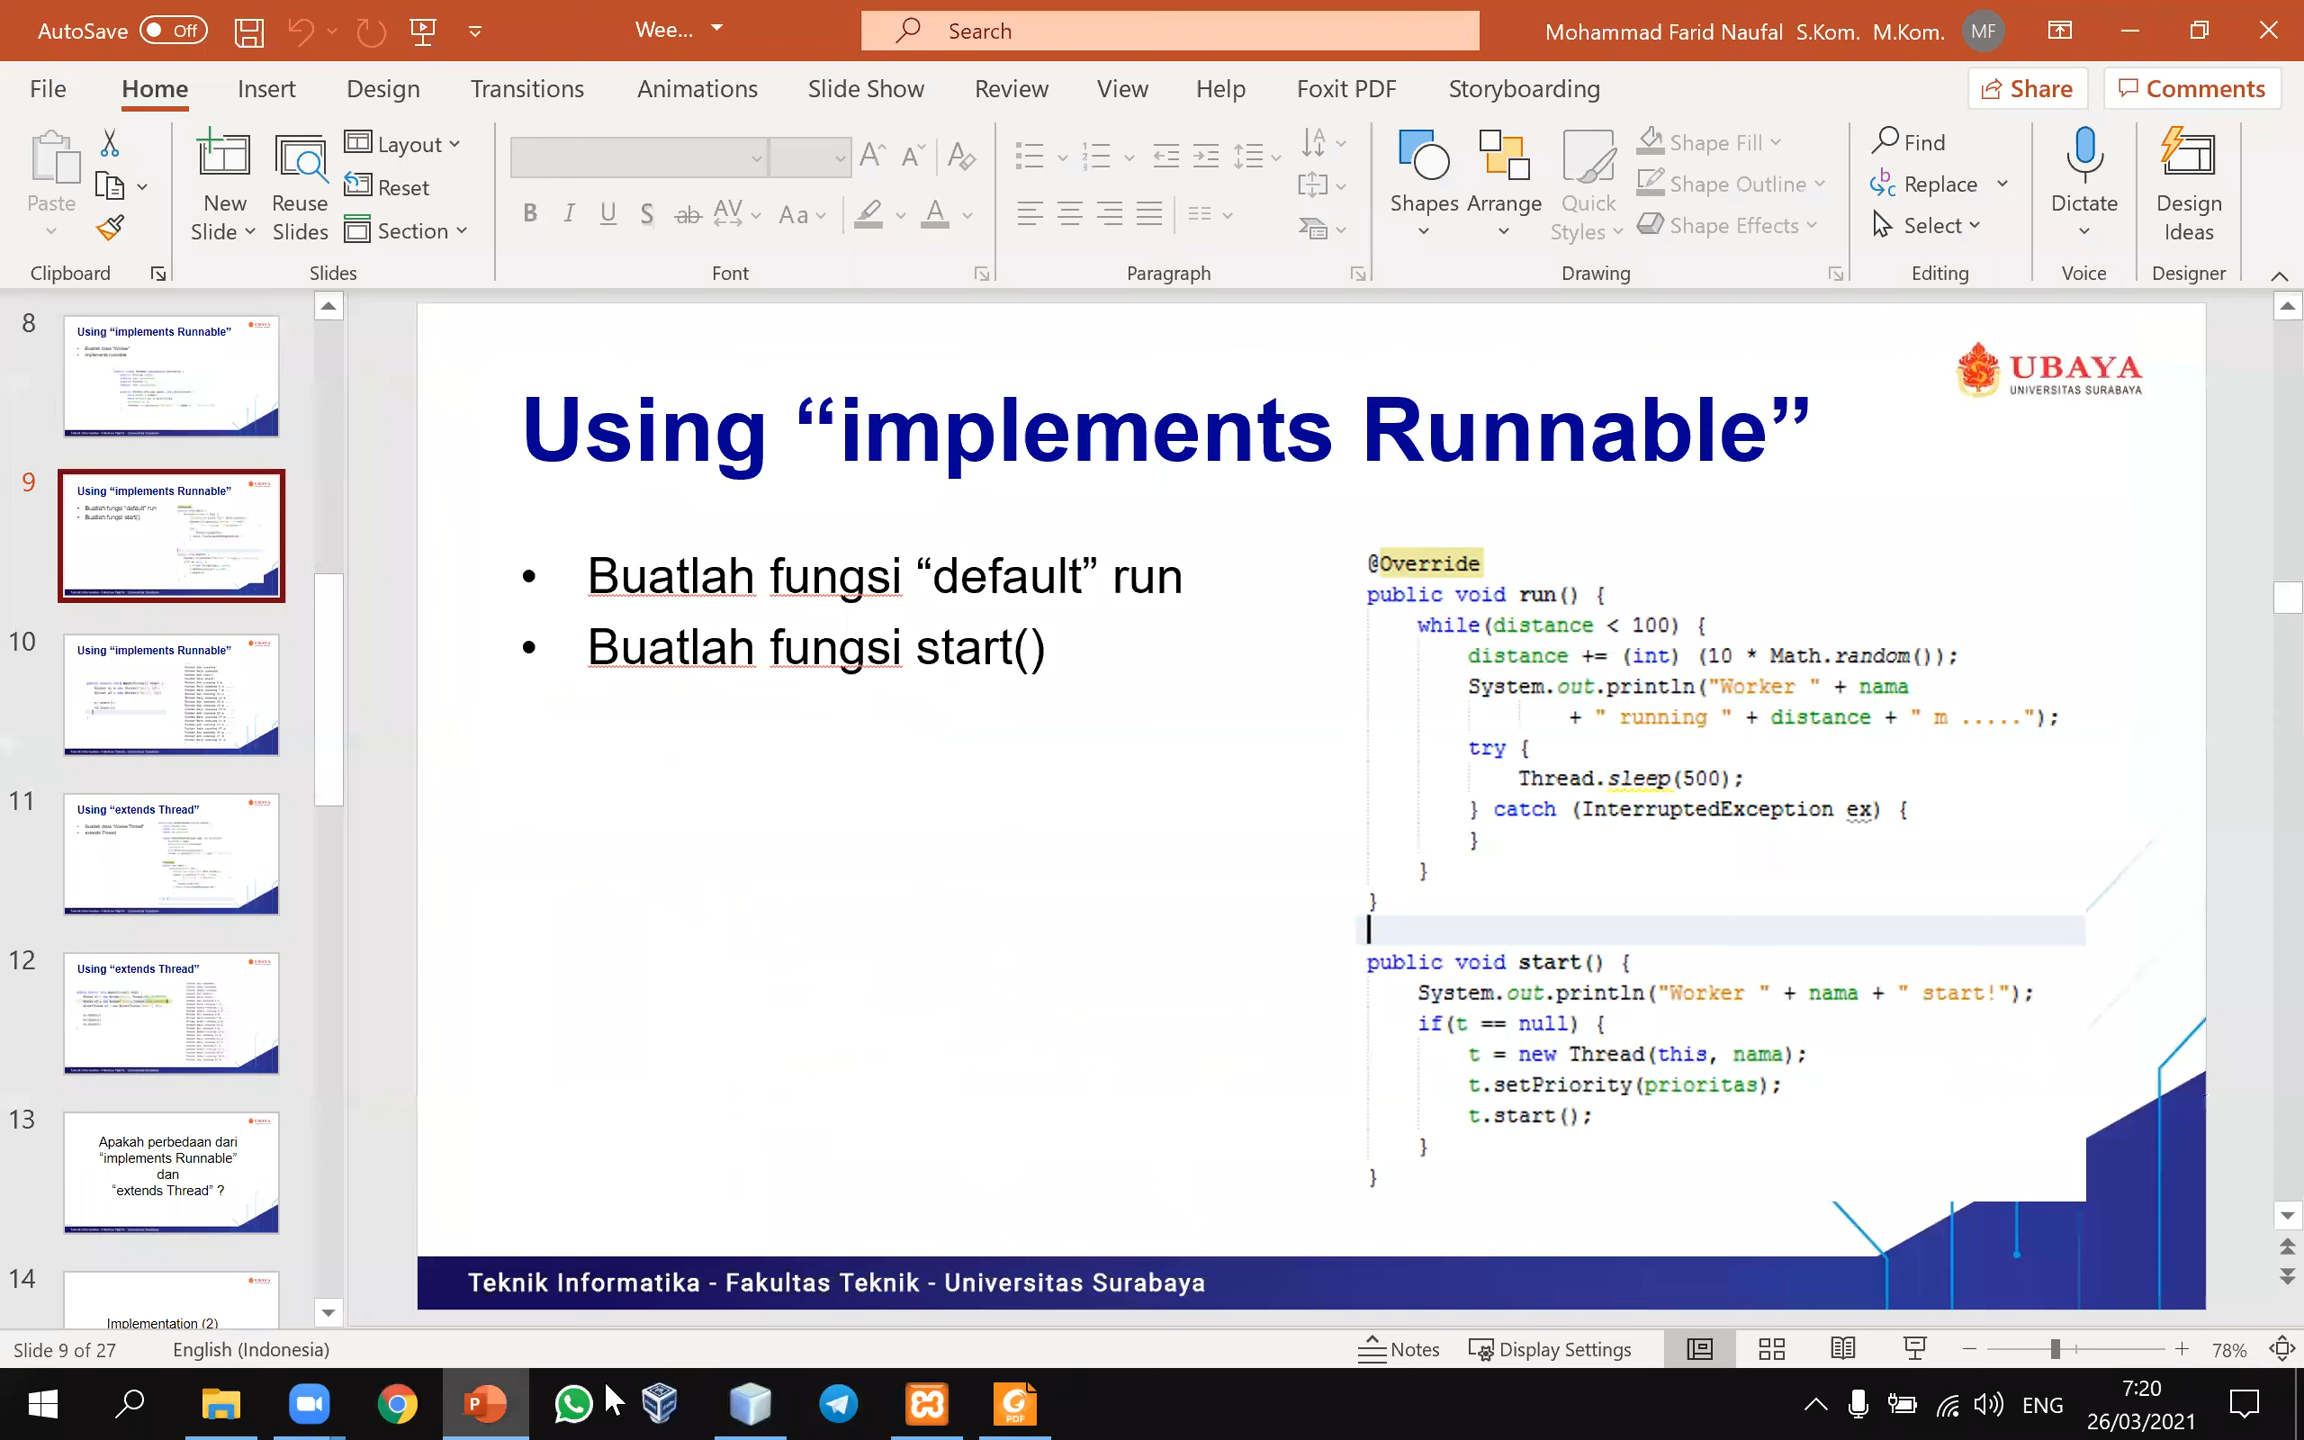 AutoSave Off
Wee...
Search
Mohammad Farid Naufal S.Kom. M.Kom.
MF
File Home Insert Design Transitions Animations Slide Show Review View Help Foxit PDF Storyboarding
Share
Comments
Paste
Clipboard
New Slide
Reuse Slides
Layout
Reset
Section
Slides
Font
Paragraph
Shapes
Arrange
Quick Styles
Shape Fill
Shape Outline
Shape Effects
Drawing
Find
Replace
Select
Editing
Dictate
Voice
Design Ideas
Designer
8
Using “implements Runnable”
9
Using “implements Runnable”
Buatlah fungsi “default” run
Buatlah fungsi start()
10
Using “implements Runnable”
11
Using “extends Thread”
12
Using “extends Thread”
13
Apakah perbedaan dari
“implements Runnable”
dan
“extends Thread” ?
14
Implementation (2)
UBAYA
UNIVERSITAS SURABAYA
Using “implements Runnable”
• Buatlah fungsi “default” run
• Buatlah fungsi start()
@Override
public void run() {
while(distance < 100) {
distance += (int) (10 * Math.random());
System.out.println("Worker " + nama
+ " running " + distance + " m .....");
try {
Thread.sleep(500);
} catch (InterruptedException ex) {
}
}
}
public void start() {
System.out.println("Worker " + nama + " start!");
if(t == null) {
t = new Thread(this, nama);
t.setPriority(prioritas);
t.start();
}
}
Teknik Informatika - Fakultas Teknik - Universitas Surabaya
Slide 9 of 27
English (Indonesia)
Notes
Display Settings
78%
ENG
7:20
26/03/2021